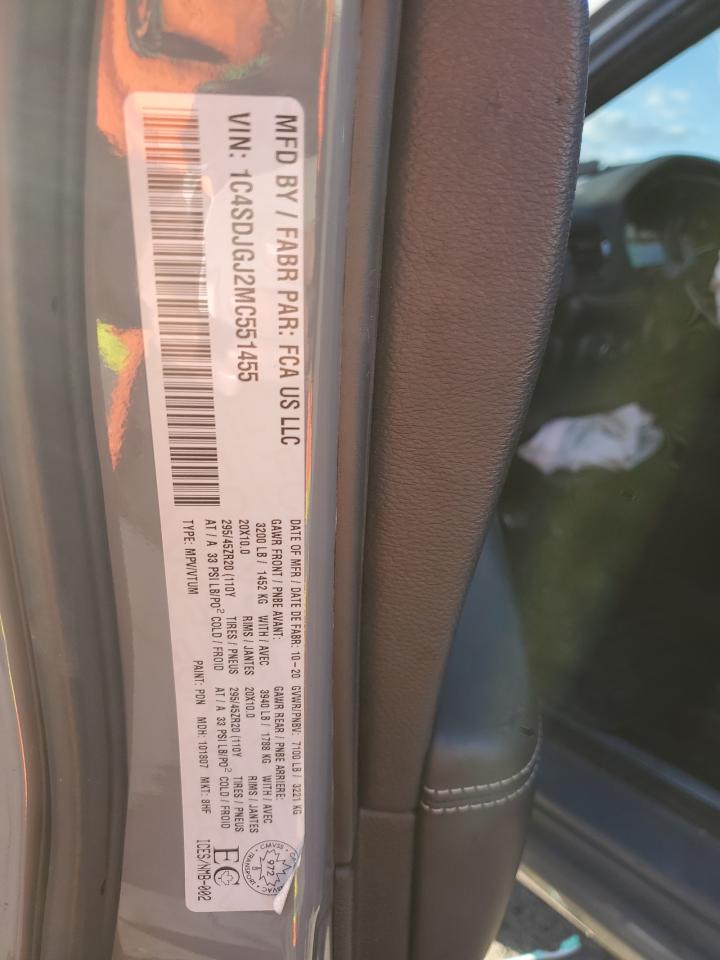 MFD BY / FABR PAR: FCA US LLC
VIN: 1C4SDJGJ2MC551455
DATE OF MFR / DATE DE FABR: 10-20 GVWR/PNBV: 7100 LB / 3221 KG
GAWR FRONT / PNBE AVANT: GAWR REAR / PNBE ARRIERE:
3200 LB / 1452 KG WITH / AVEC 3940 LB / 1788 KG WITH / AVEC
20X10.0 RIMS / JANTES 20X10.0 RIMS / JANTES
295/45ZR20 (110Y TIRES / PNEUS 295/45ZR20 (110Y TIRES / PNEUS
AT / A 33 PSI LB/PO² COLD / FROID AT / A 33 PSI LB/PO² COLD / FROID
TYPE: MPV/VTUM PAINT: PDN MDH: 101807 MKT: 8HF
CMVSS
972
TRANSPORT
EC
ICES/NMB-002